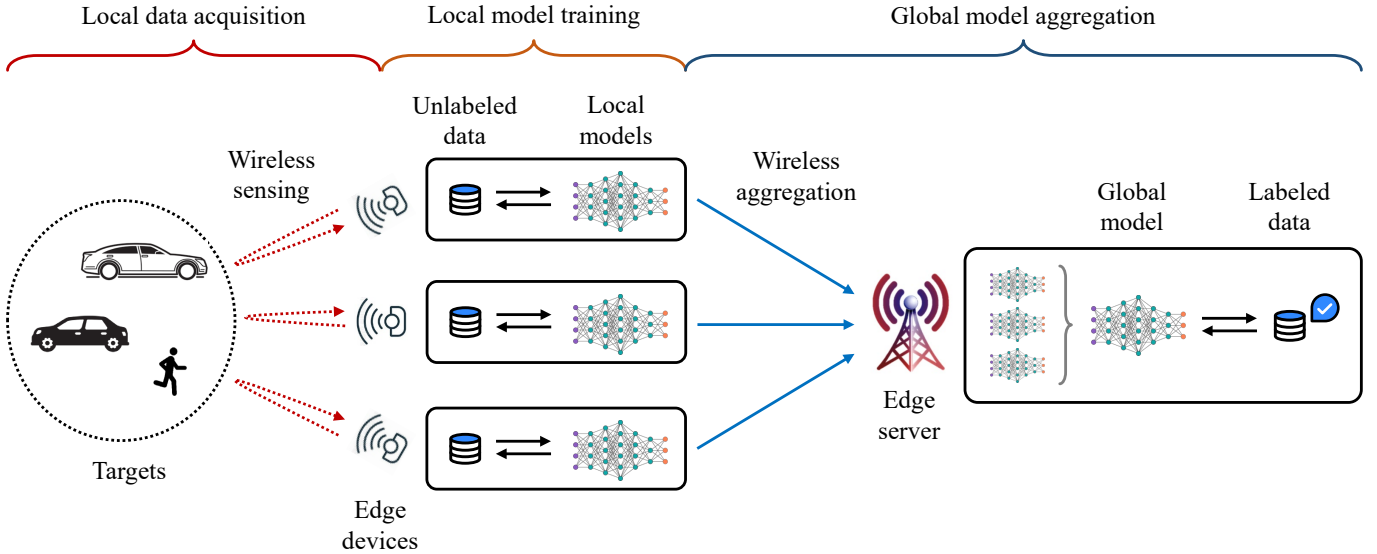 Local data acquisition
Local model training
Global model aggregation
Unlabeled
data
Local
models
Wireless
sensing
Wireless
aggregation
Global
model
Labeled
data
Targets
Edge
devices
Edge
server